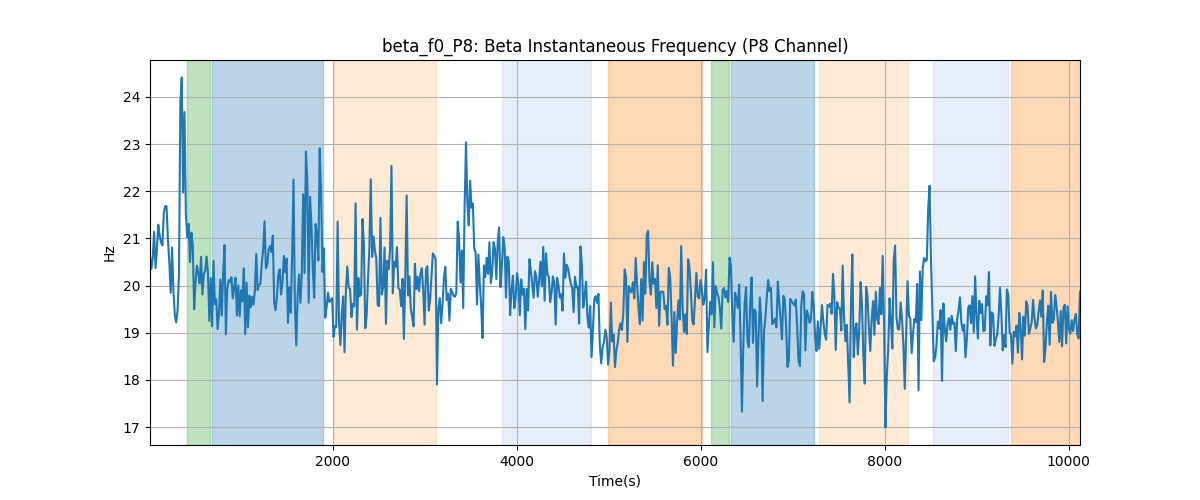 beta_f0_P8: Beta Instantaneous Frequency (P8 Channel)
24
23
22
21
20
19
18
17
Hz
2000 4000 6000 8000 10000
Time(s)